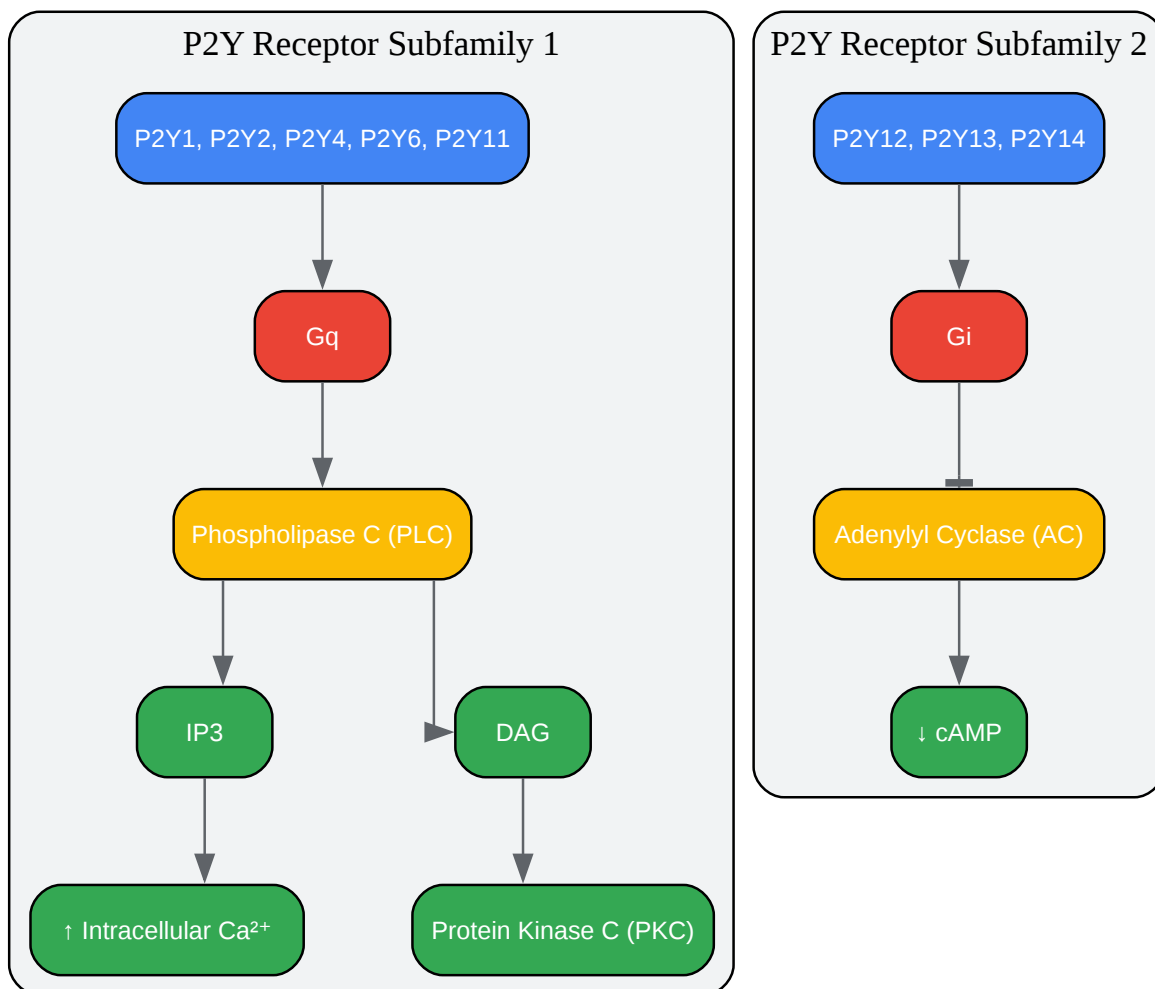 P2Y Receptor Subfamily 1
P2Y1, P2Y2, P2Y4, P2Y6, P2Y11
Gq
Phospholipase C (PLC)
IP3
DAG
↑ Intracellular Ca²⁺
Protein Kinase C (PKC)
P2Y Receptor Subfamily 2
P2Y12, P2Y13, P2Y14
Gi
Adenylyl Cyclase (AC)
↓ cAMP